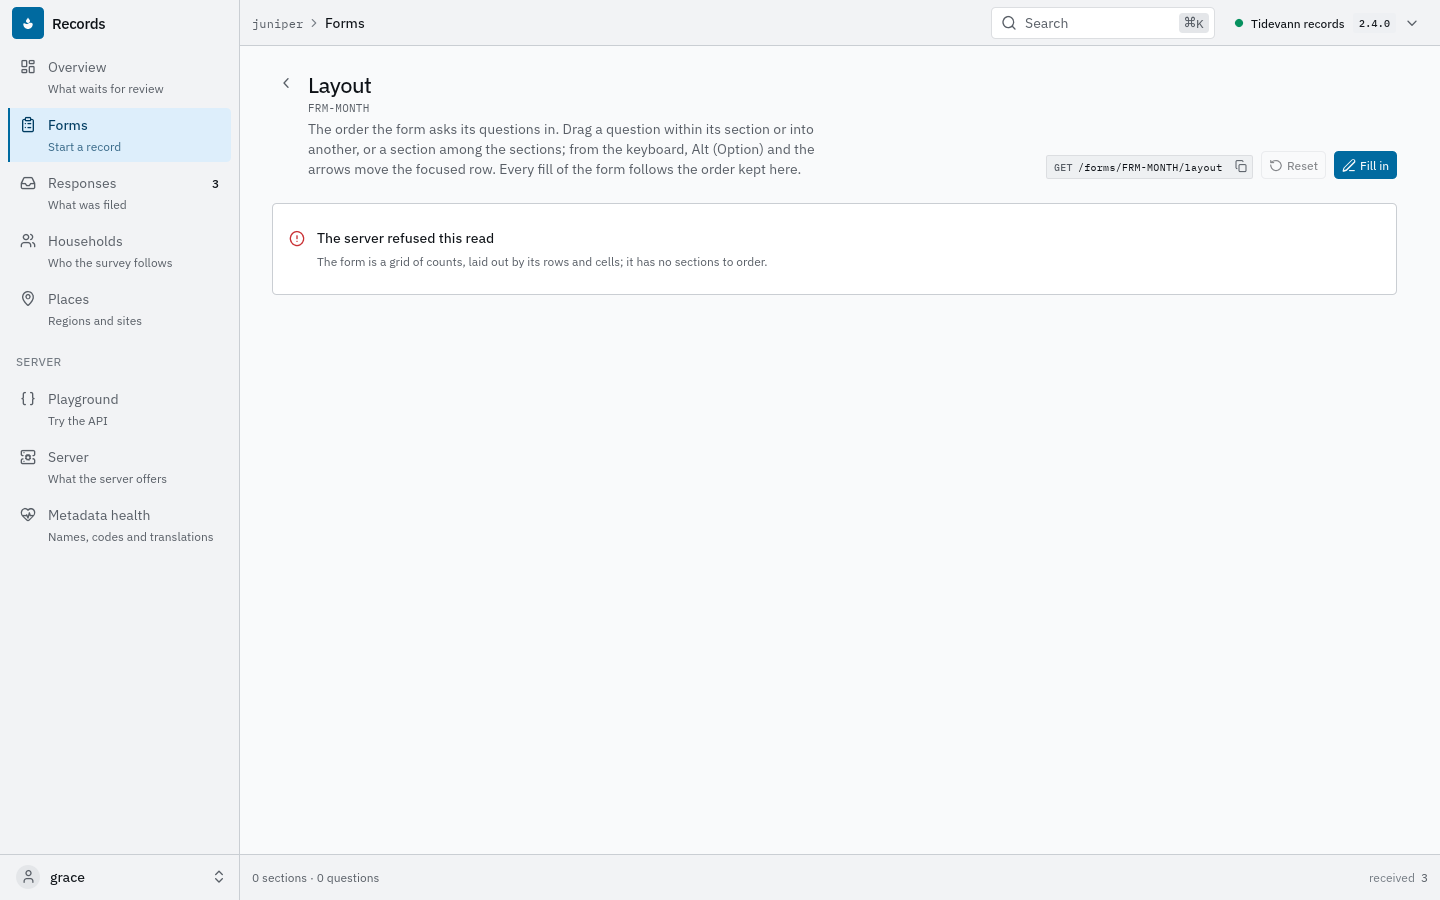 Records
juniper
Forms
Search
⌘K
Tidevann records
2.4.0
Overview
What waits for review
Forms
Start a record
Responses
3
What was filed
Households
Who the survey follows
Places
Regions and sites
SERVER
Playground
Try the API
Server
What the server offers
Metadata health
Names, codes and translations
grace
Layout
FRM-MONTH
The order the form asks its questions in. Drag a question within its section or into
another, or a section among the sections; from the keyboard, Alt (Option) and the
arrows move the focused row. Every fill of the form follows the order kept here.
GET /forms/FRM-MONTH/layout
Reset
Fill in
The server refused this read
The form is a grid of counts, laid out by its rows and cells; it has no sections to order.
0 sections · 0 questions
received 3